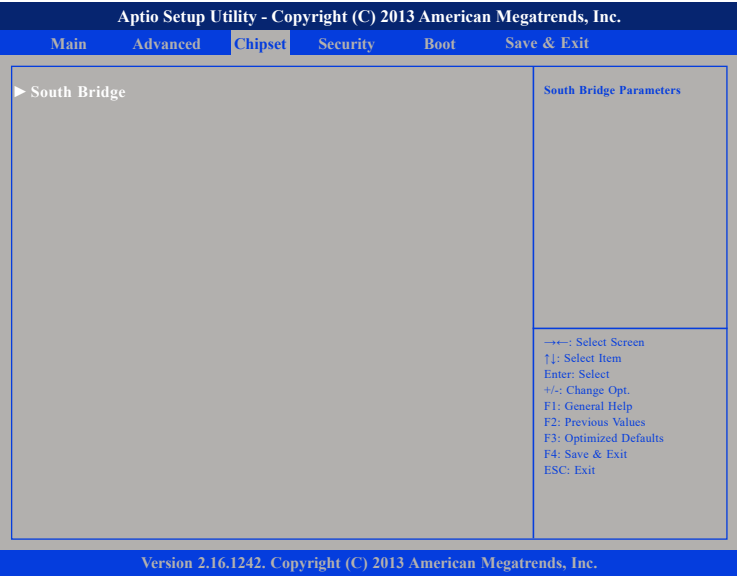 Aptio Setup Utility - Copyright (C) 2013 American Megatrends, Inc.
Main Advanced Chipset Security Boot Save & Exit
► South Bridge
South Bridge Parameters
→←: Select Screen
↑↓: Select Item
Enter: Select
+/-: Change Opt.
F1: General Help
F2: Previous Values
F3: Optimized Defaults
F4: Save & Exit
ESC: Exit
Version 2.16.1242. Copyright (C) 2013 American Megatrends, Inc.